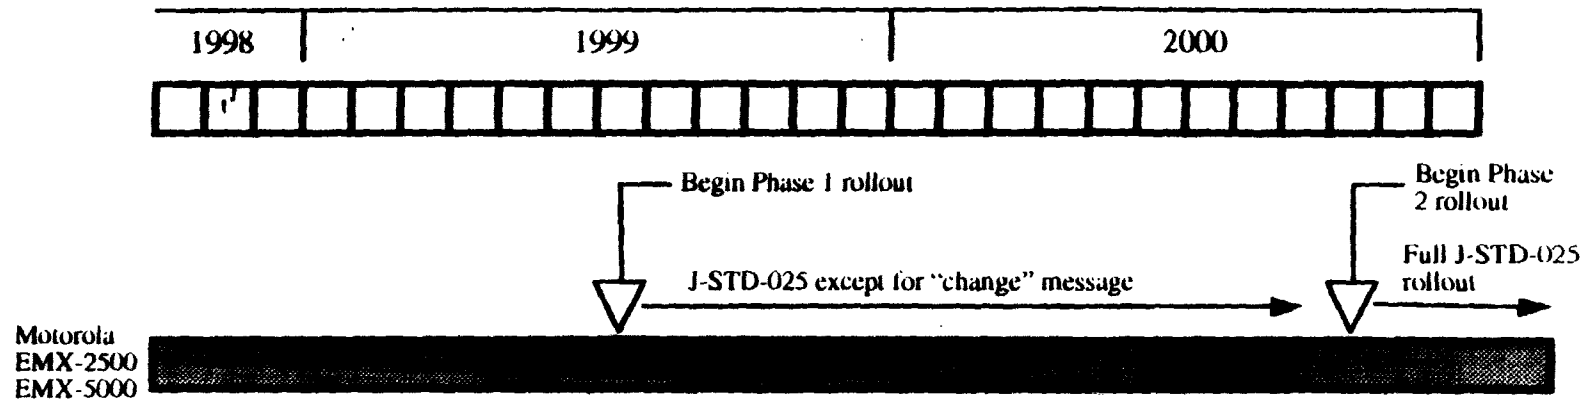 1998 1999 2000
Begin Phase 1 rollout
Begin Phase
2 rollout
J-STD-025 except for "change" message
Full J-STD-025
rollout
Motorola
EMX-2500
EMX-5000